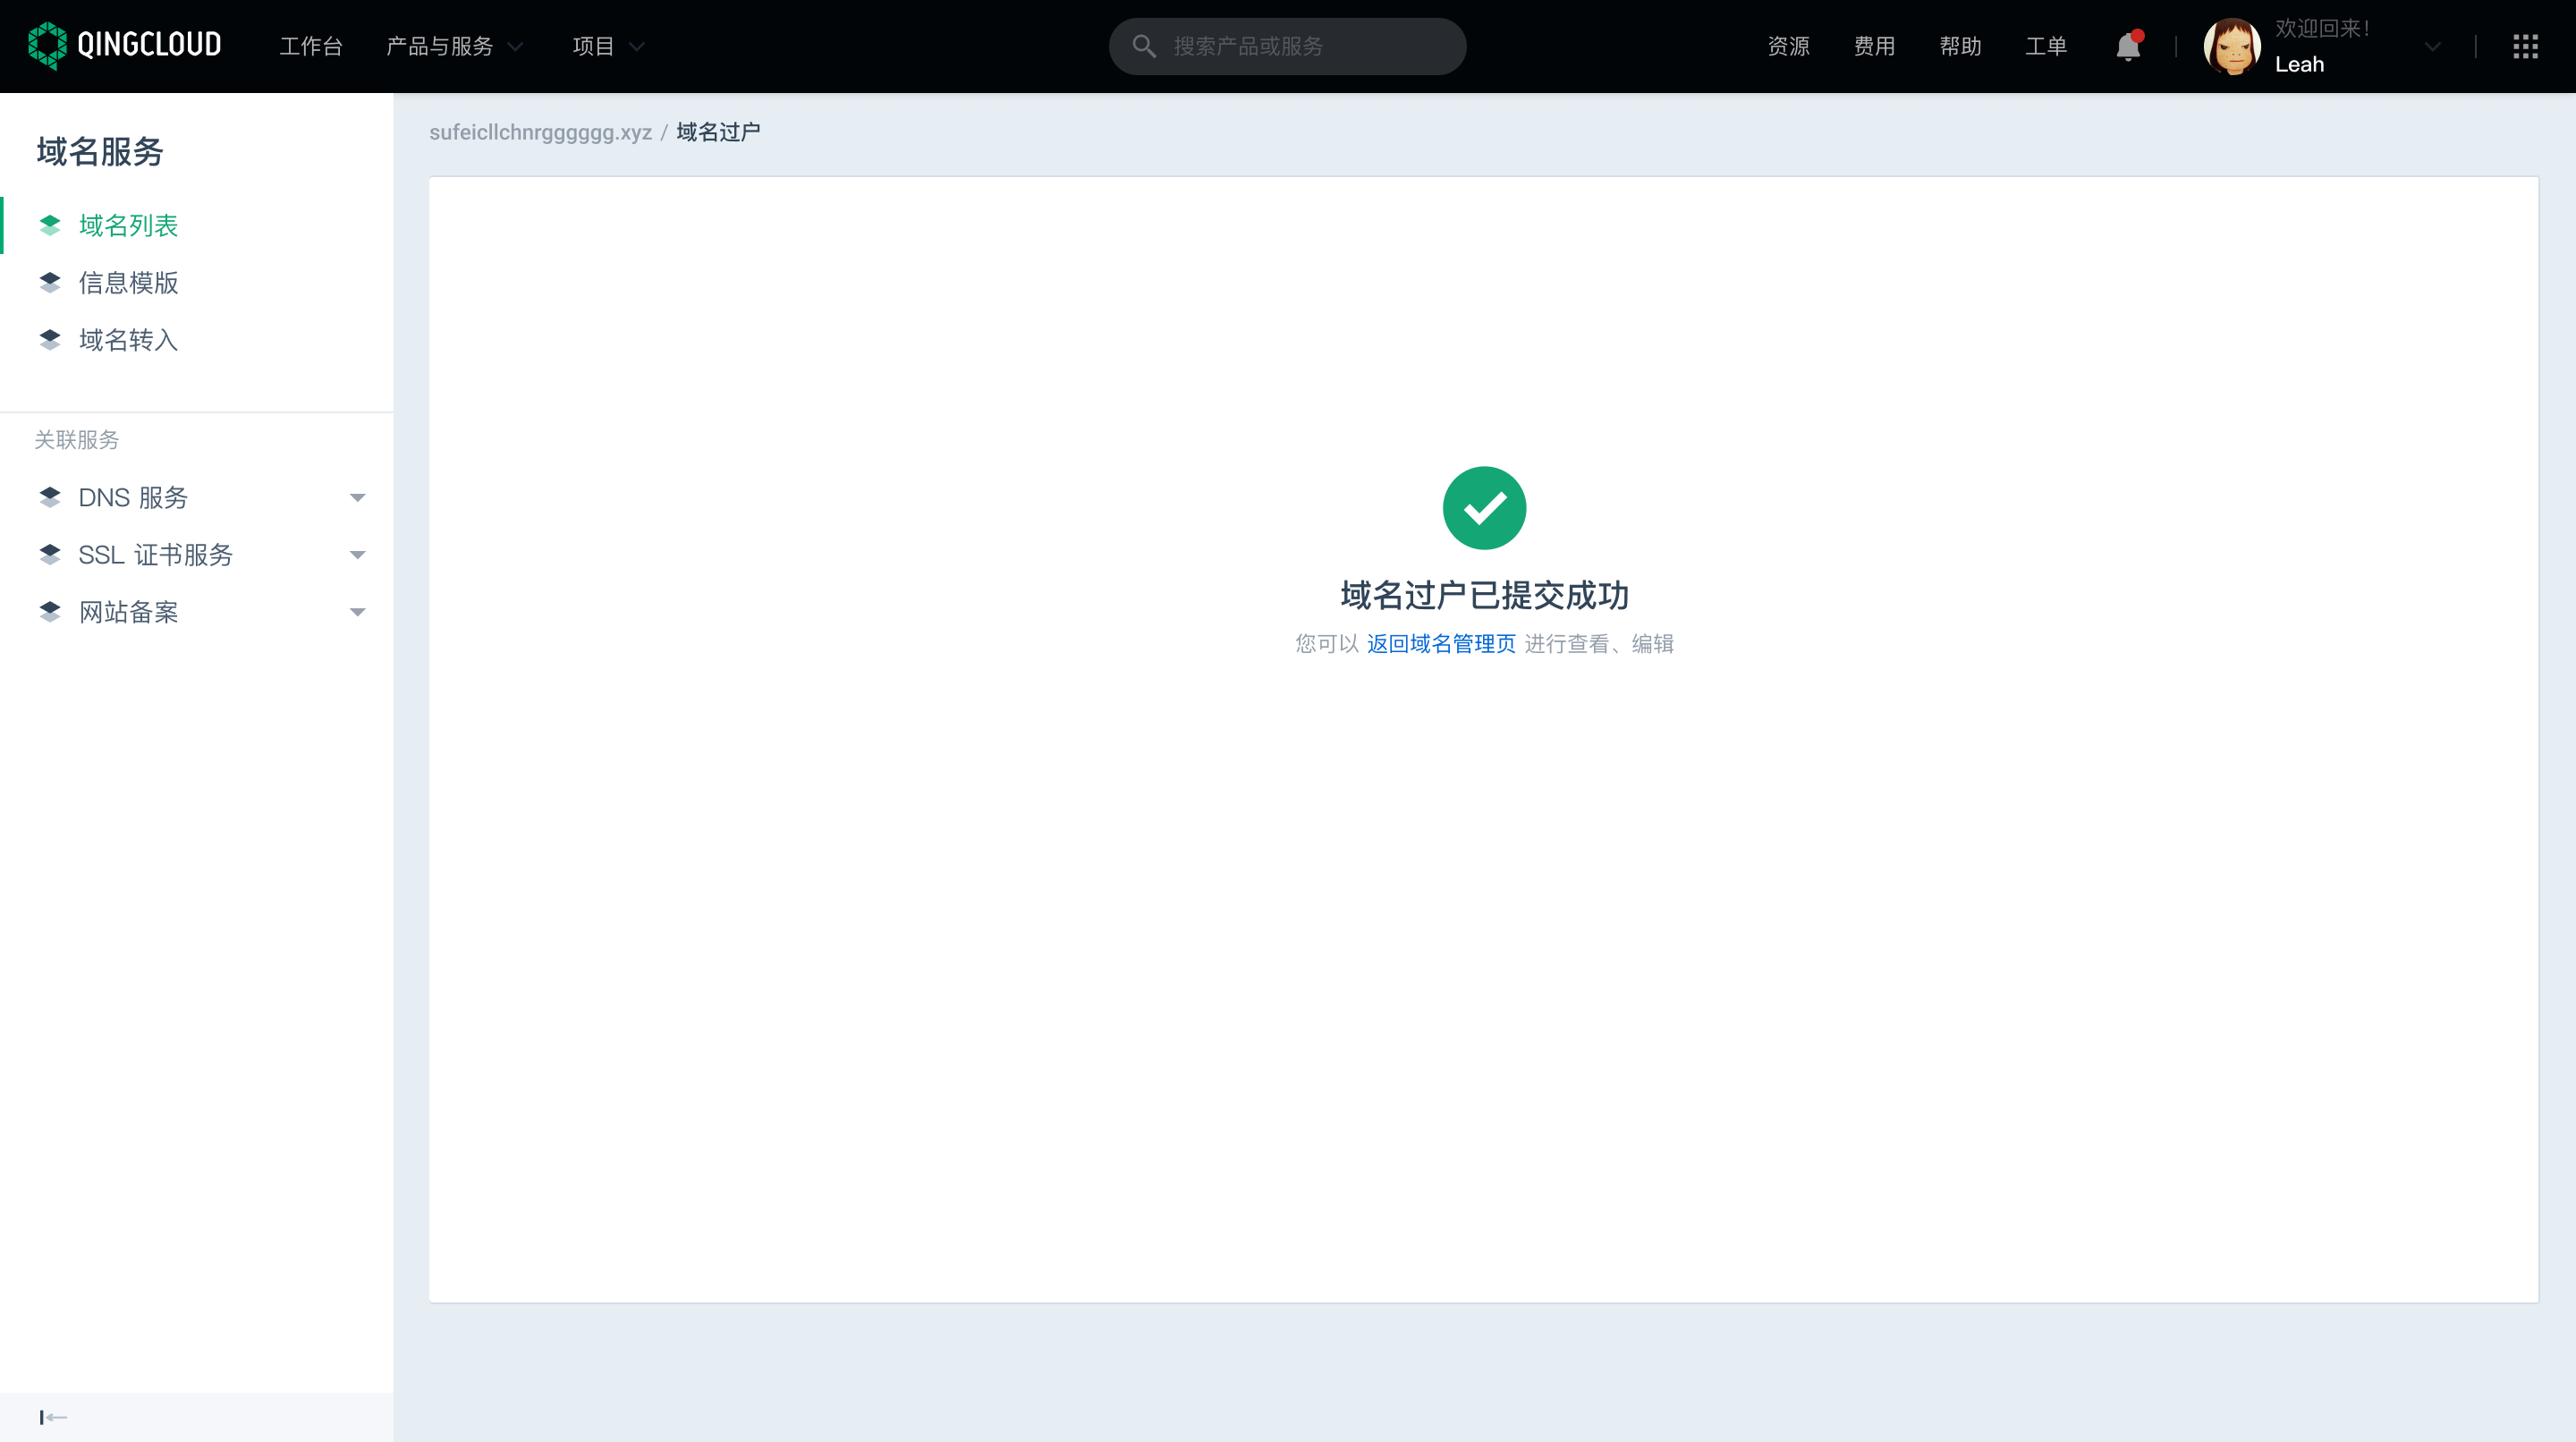 QINGCLOUD 工作台 产品与服务 项目 搜索产品或服务 资源 费用 帮助 工单 欢迎回来!
Leah
域名服务
域名列表
信息模版
域名转入
关联服务
DNS 服务
SSL 证书服务
网站备案
sufeicllchnrgggggg.xyz / 域名过户
域名过户已提交成功
您可以 返回域名管理页 进行查看、编辑